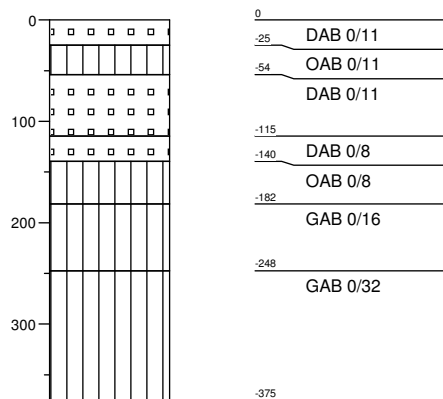 0
100
200
300
0
DAB 0/11
-25
OAB 0/11
-54
DAB 0/11
-115
DAB 0/8
-140
OAB 0/8
-182
GAB 0/16
-248
GAB 0/32
-375